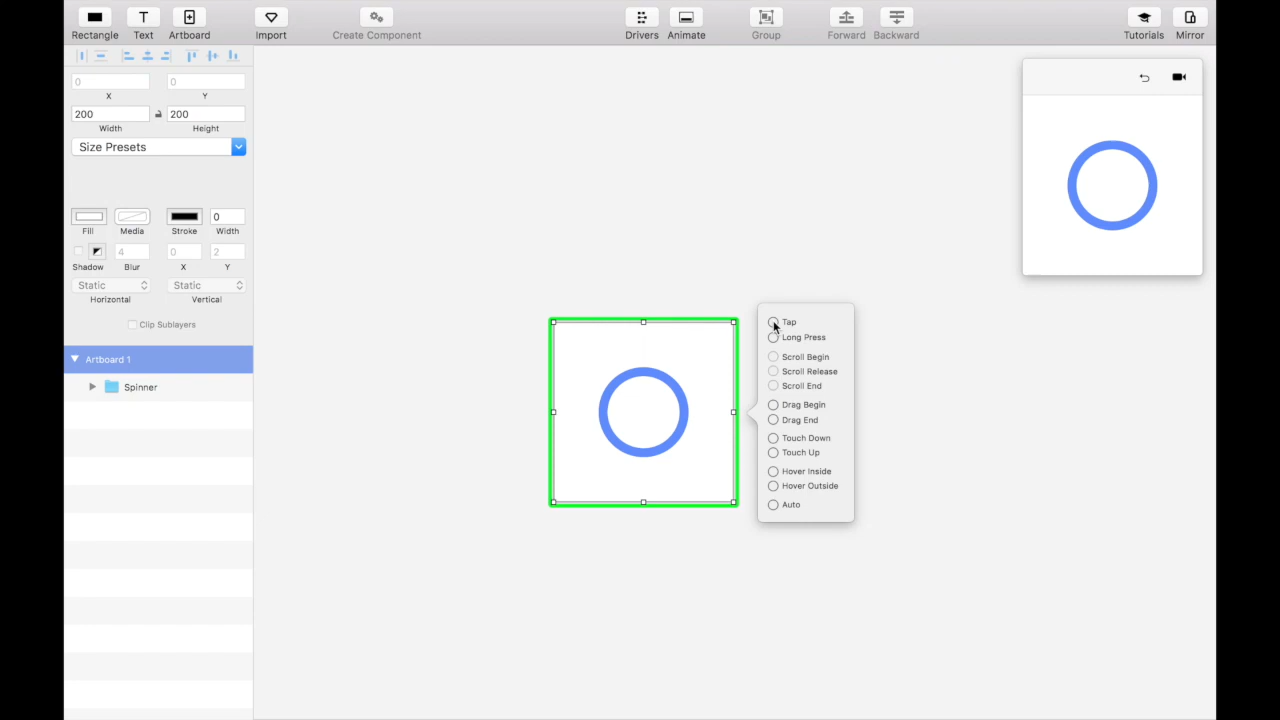 Rectangle Text Artboard Import Create Component Drivers Animate Group Forward Backward Tutorials Mirror
0 0
X Y
200 200
Width Height
Size Presets
0
Fill Media Stroke Width
4 0 2
Shadow Blur X Y
Static Static
Horizontal Vertical
Clip Sublayers
Artboard 1
Spinner
Tap
Long Press
Scroll Begin
Scroll Release
Scroll End
Drag Begin
Drag End
Touch Down
Touch Up
Hover Inside
Hover Outside
Auto